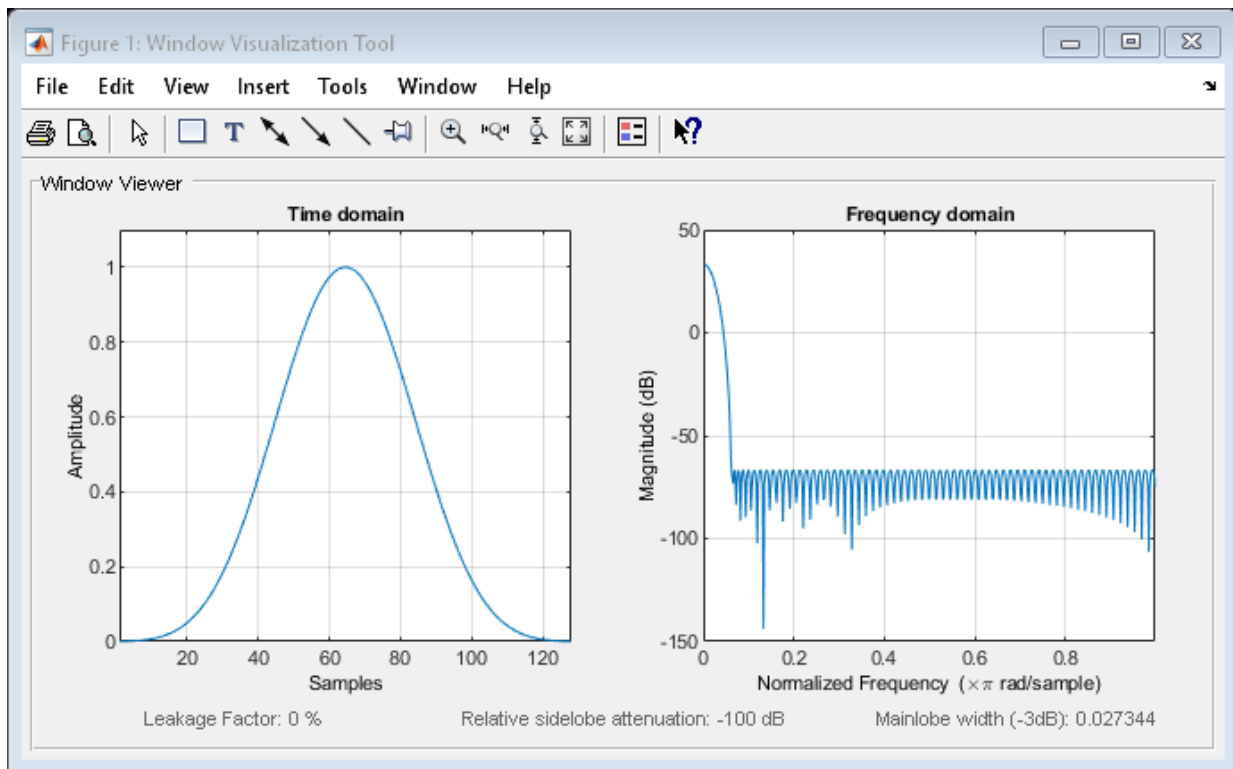 Figure 1: Window Visualization Tool
File Edit View Insert Tools Window Help
T
Q
?
Window Viewer
Time domain
1
0.8
0.6
0.4
0.2
0
Amplitude
20 40 60 80 100 120
Samples
Frequency domain
50
0
-50
-100
-150
Magnitude (dB)
0 0.2 0.4 0.6 0.8
Normalized Frequency (×π rad/sample)
Leakage Factor: 0 % Relative sidelobe attenuation: -100 dB Mainlobe width (-3dB): 0.027344